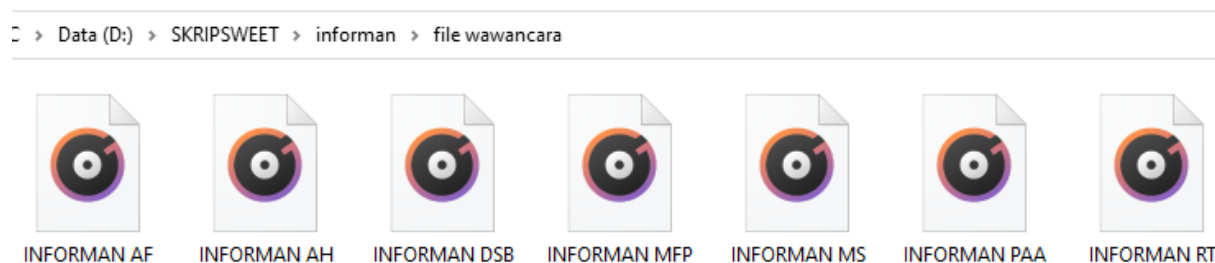 > Data (D:) > SKRIPSWEET > informan > file wawancara
INFORMAN AF INFORMAN AH INFORMAN DSB INFORMAN MFP INFORMAN MS INFORMAN PAA INFORMAN RT